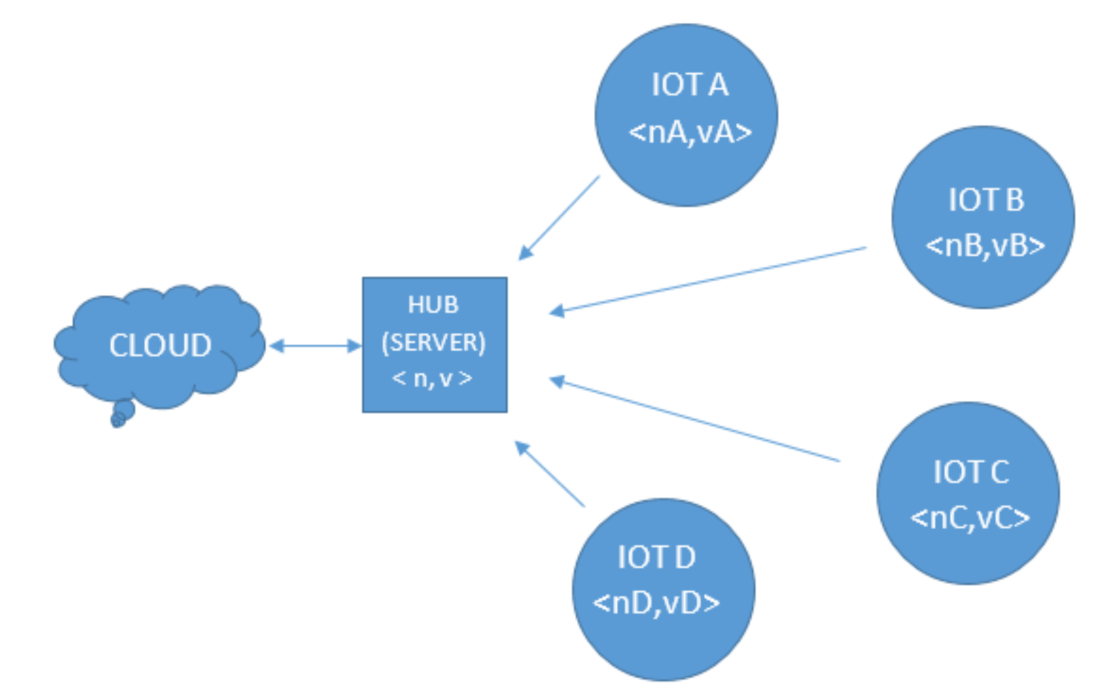 IOT A
<nA,vA>
IOT B
<nB,vB>
CLOUD
HUB
(SERVER)
< n, v >
IOT C
<nC,vC>
IOT D
<nD,vD>